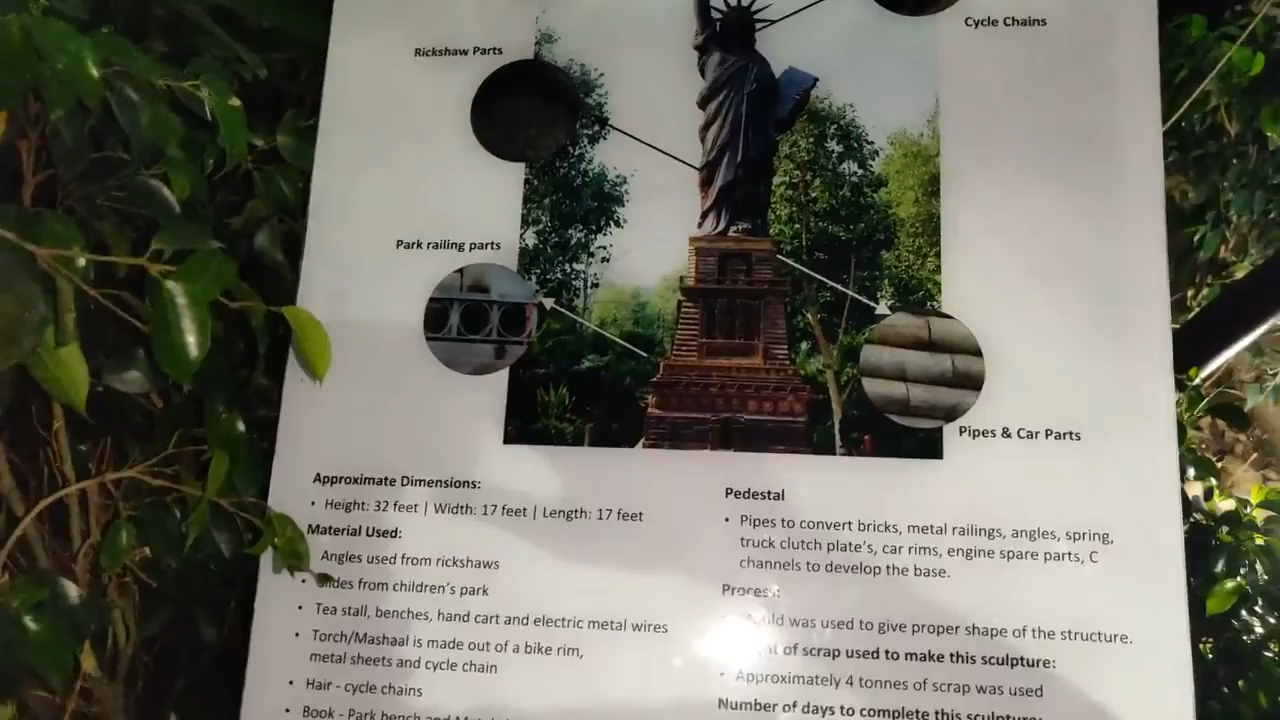 Cycle Chains
Rickshaw Parts
Park railing parts
Pipes & Car Parts
Approximate Dimensions:
• Height: 32 feet | Width: 17 feet | Length: 17 feet
Material Used:
Angles used from rickshaws
from children's park
• Tea stall, benches, hand cart and electric metal wires
• Torch/Mashaal is made out of a bike rim,
metal sheets and cycle chain
• Hair - cycle chains
• Book - Park bench and
Pedestal
• Pipes to convert bricks, metal railings, angles, spring,
truck clutch plate's, car rims, engine spare parts, C
channels to develop the base.
Process:
was used to give proper shape of the structure.
of scrap used to make this sculpture:
• Approximately 4 tonnes of scrap was used
Number of days to complete this sculpture: